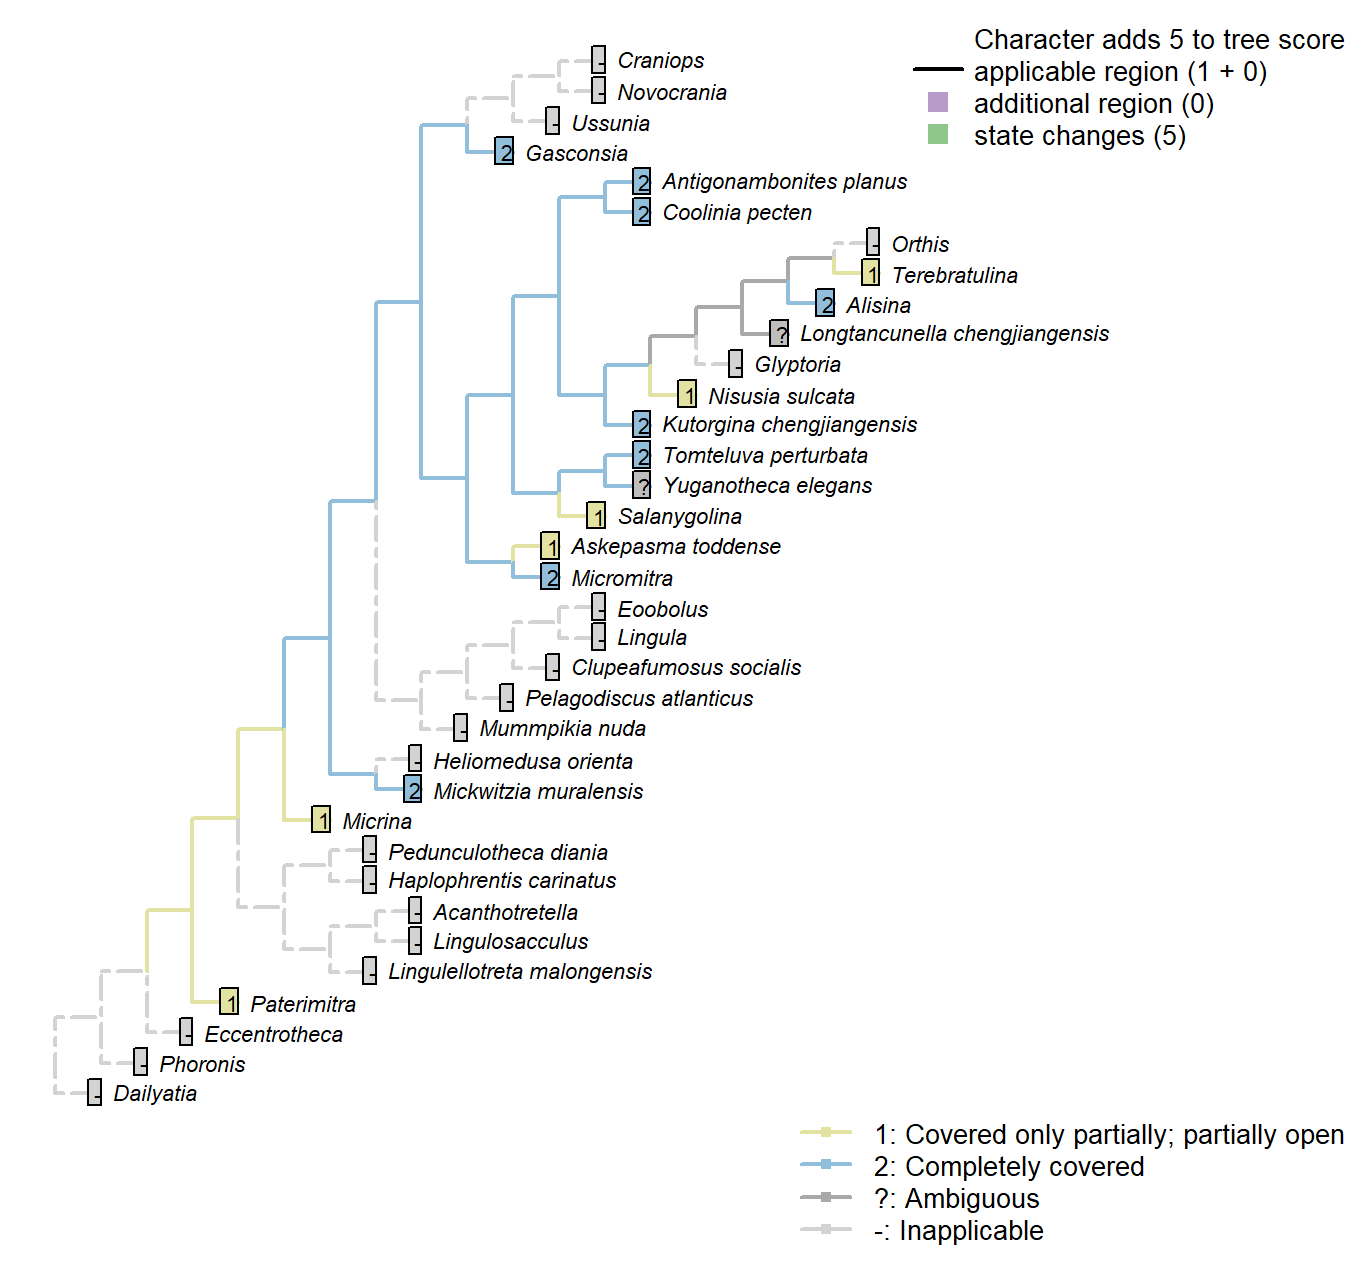 Character adds 5 to tree score
applicable region (1 + 0)
additional region (0)
state changes (5)
- Craniops
- Novocrania
- Ussunia
2 Gasconsia
2 Antigonambonites planus
2 Coolinia pecten
- Orthis
1 Terebratulina
2 Alisina
? Longtancunella chengjiangensis
- Glyptoria
1 Nisusia sulcata
2 Kutorgina chengjiangensis
2 Tomteluva perturbata
? Yuganotheca elegans
1 Salanygolina
1 Askepasma toddense
2 Micromitra
- Eoobolus
- Lingula
- Clupeafumosus socialis
- Pelagodiscus atlanticus
- Mummpikia nuda
- Heliomedusa orienta
2 Mickwitzia muralensis
1 Micrina
- Pedunculotheca diania
- Haplophrentis carinatus
- Acanthotretella
- Lingulosacculus
- Lingulellotreta malongensis
1 Paterimitra
- Eccentrotheca
- Phoronis
- Dailyatia
1: Covered only partially; partially open
2: Completely covered
?: Ambiguous
-: Inapplicable